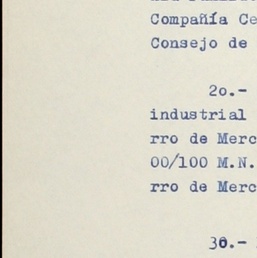 Compañía Ce
Consejo de
2o.-
industrial
rro de Merc
00/100 M.N.
rro de Merc
3o.-